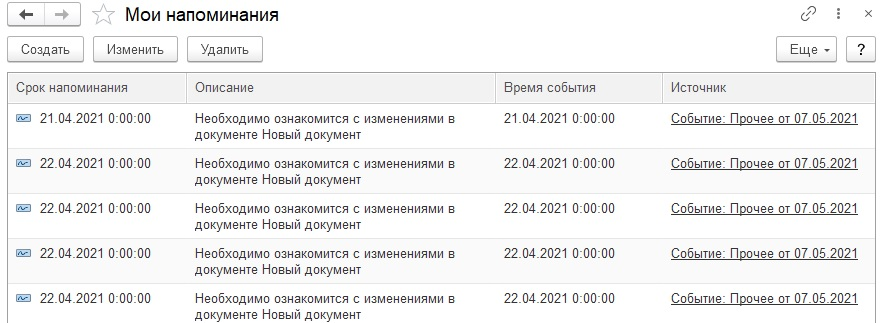 Мои напоминания
Создать Изменить Удалить Еще ?
Срок напоминания Описание Время события Источник
21.04.2021 0:00:00 Необходимо ознакомится с изменениями в 21.04.2021 0:00:00 Событие: Прочее от 07.05.2021
документе Новый документ
22.04.2021 0:00:00 Необходимо ознакомится с изменениями в 22.04.2021 0:00:00 Событие: Прочее от 07.05.2021
документе Новый документ
22.04.2021 0:00:00 Необходимо ознакомится с изменениями в 22.04.2021 0:00:00 Событие: Прочее от 07.05.2021
документе Новый документ
22.04.2021 0:00:00 Необходимо ознакомится с изменениями в 22.04.2021 0:00:00 Событие: Прочее от 07.05.2021
документе Новый документ
22.04.2021 0:00:00 Необходимо ознакомится с изменениями в 22.04.2021 0:00:00 Событие: Прочее от 07.05.2021
документе Новый документ